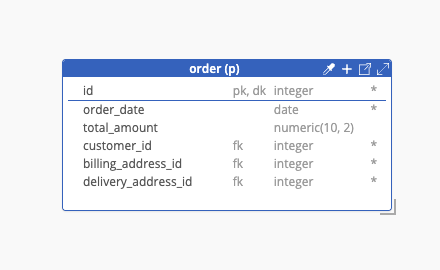 order (p)
id pk, dk integer *
order_date date *
total_amount numeric(10, 2)
customer_id fk integer *
billing_address_id fk integer *
delivery_address_id fk integer *